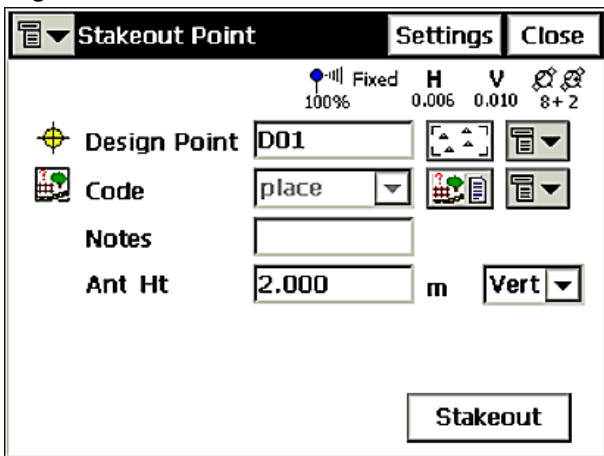 Stakeout Point Settings Close
Fixed H V
100% 0.006 0.010 8+2
Design Point D01
Code place
Notes
Ant Ht 2.000 m Vert
Stakeout